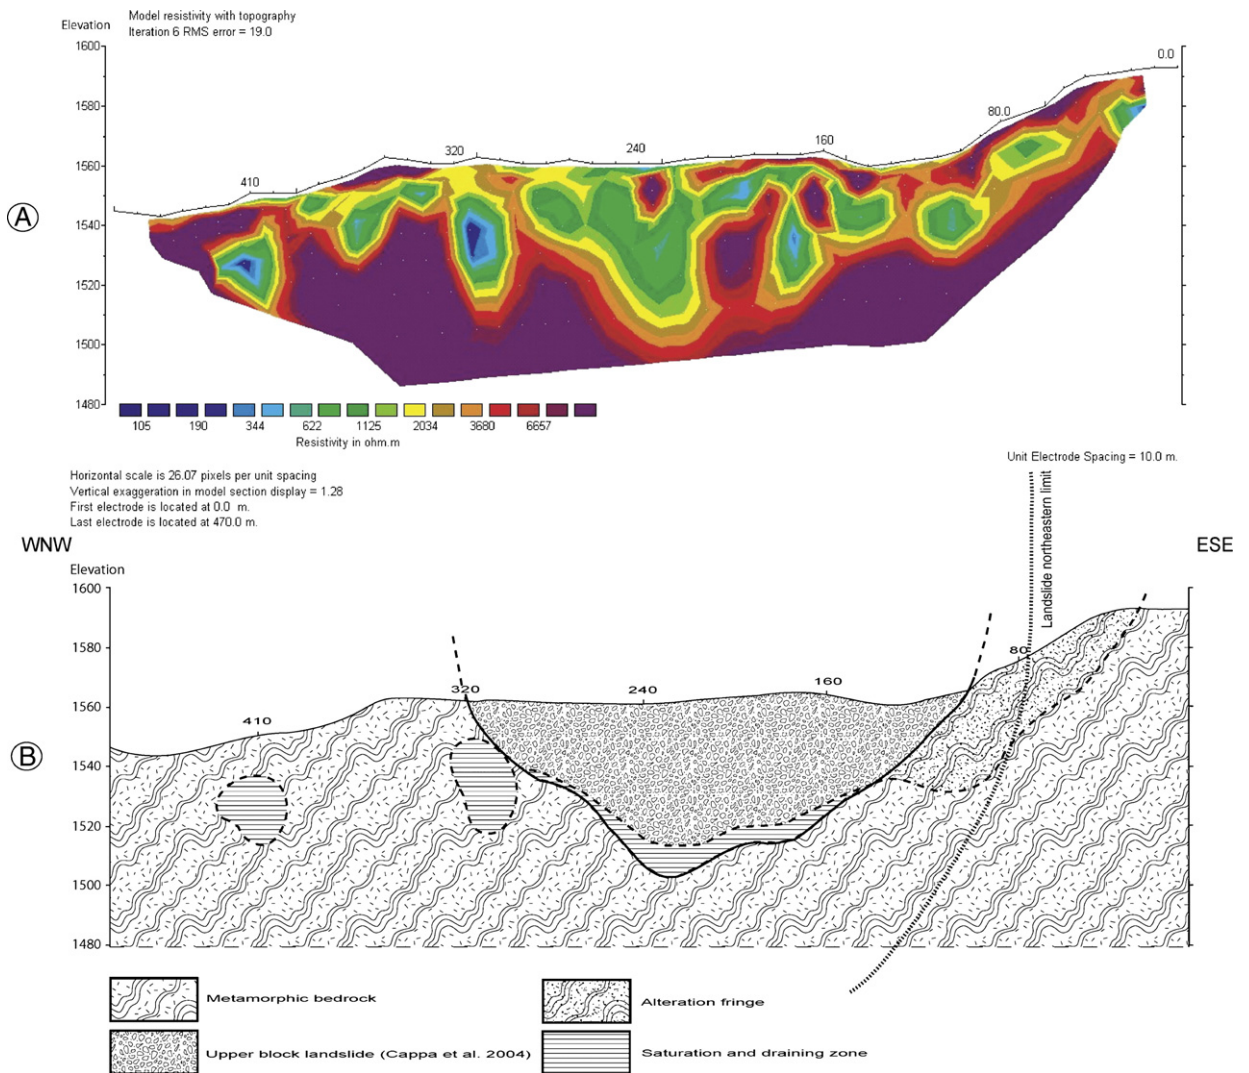 Model resistivity with topography
Iteration 6 RMS error = 19.0
Elevation
1600
1580
1560
1540
1520
1500
1480
0.0
80.0
160
240
320
410
A
105 190 344 622 1125 2034 3680 6657
Resistivity in ohm.m
Horizontal scale is 26.07 pixels per unit spacing
Vertical exaggeration in model section display = 1.28
First electrode is located at 0.0 m.
Last electrode is located at 470.0 m.
Unit Electrode Spacing = 10.0 m.
WNW
ESE
Landslide northeastern limit
Elevation
1600
1580
1560
1540
1520
1500
1480
410
320
240
160
80
B
Metamorphic bedrock
Alteration fringe
Upper block landslide (Cappa et al. 2004)
Saturation and draining zone